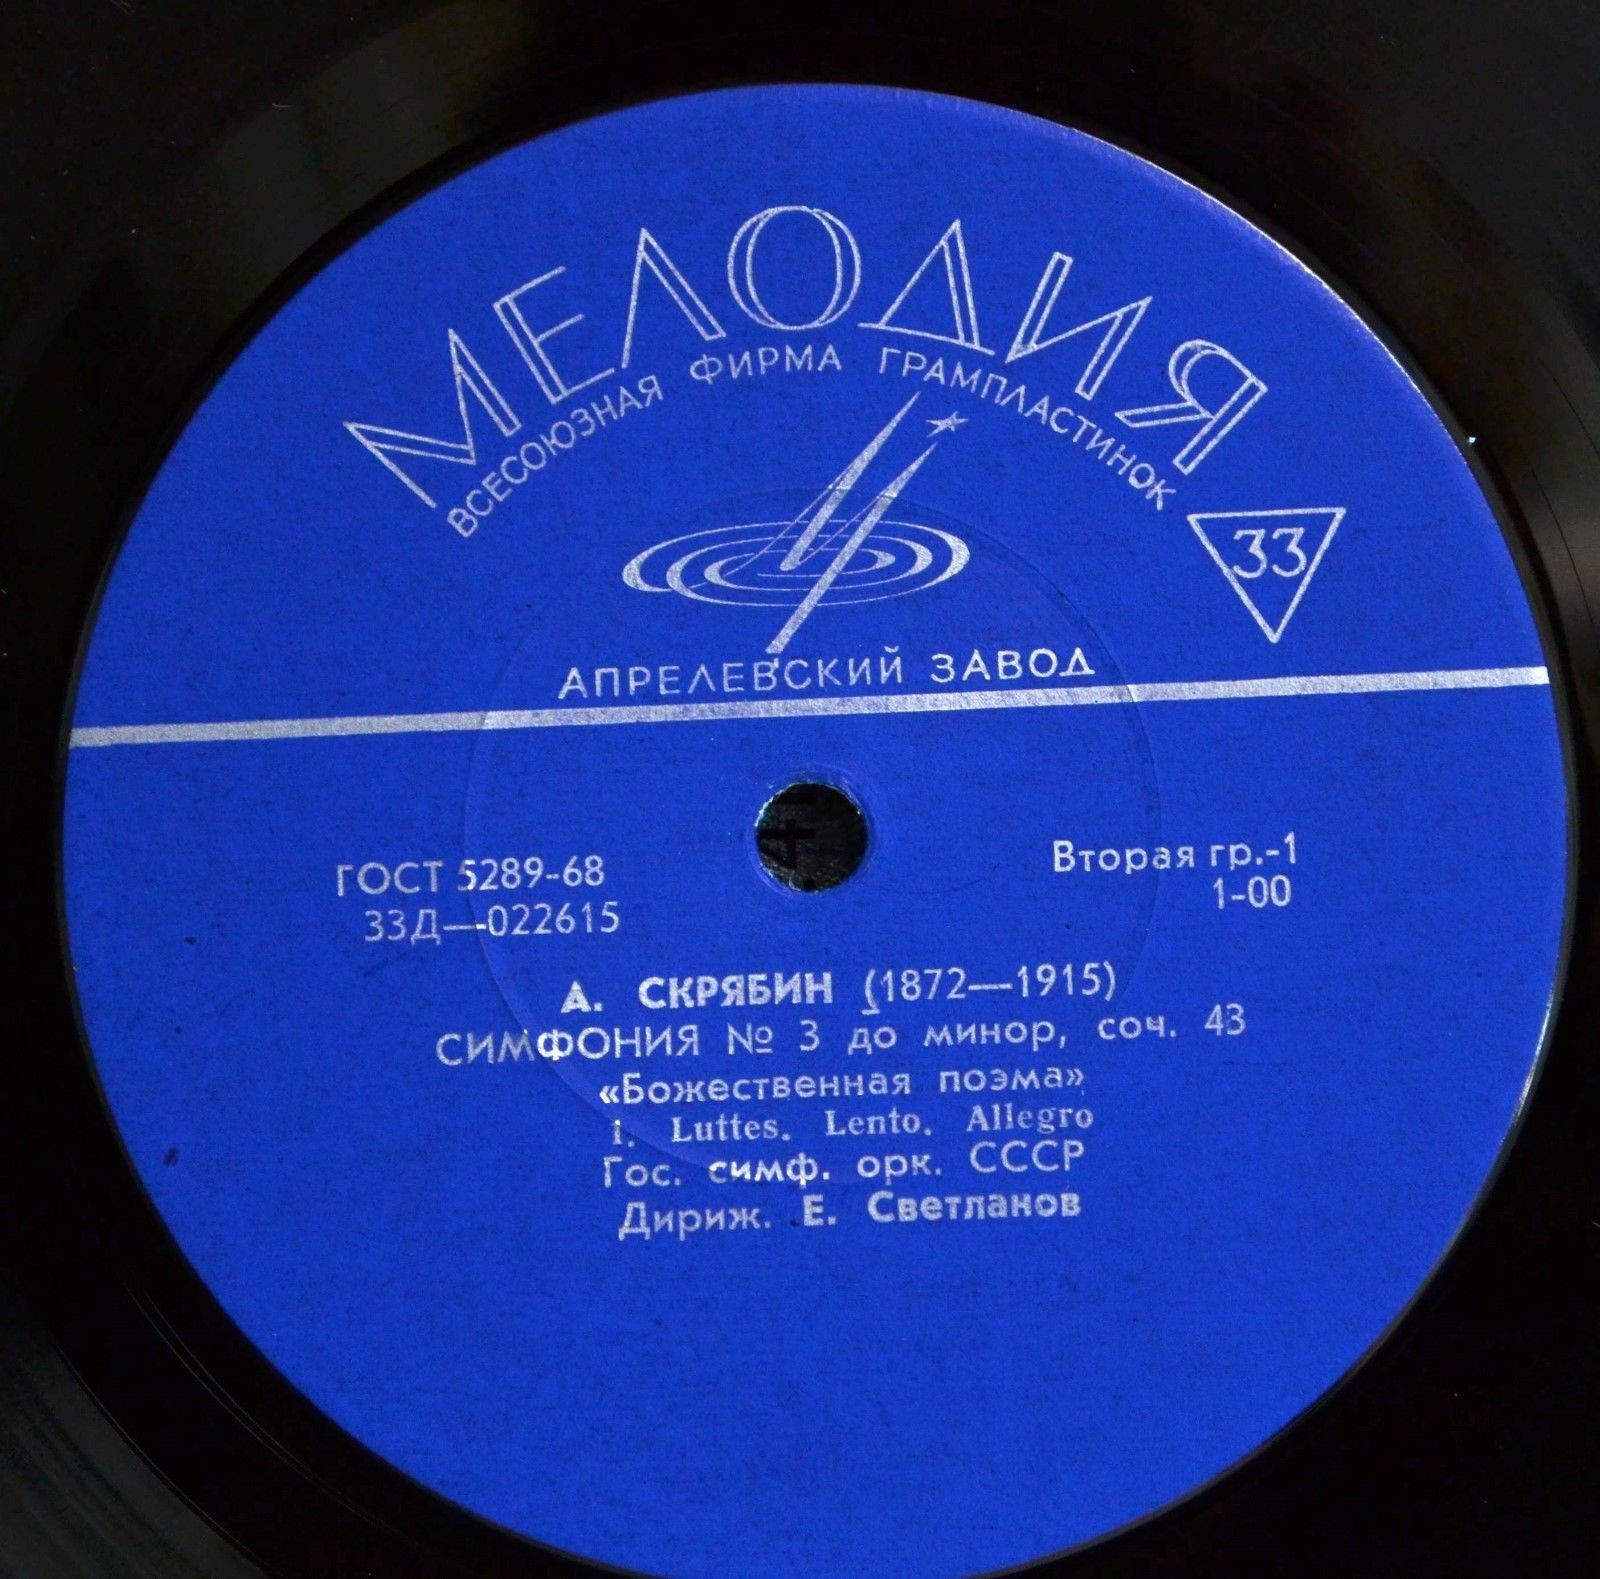 МЕЛОДИЯ
ВСЕСОЮЗНАЯ ФИРМА ГРАМПЛАСТИНОК
33
АПРЕЛЕВСКИЙ ЗАВОД
ГОСТ 5289-68
33Д—022615
Вторая гр.-1
1-00
А. СКРЯБИН (1872—1915)
СИМФОНИЯ № 3 до минор, соч. 43
«Божественная поэма»
1. Luttes. Lento. Allegro
Гос. симф. орк. СССР
Дириж. Е. Светланов